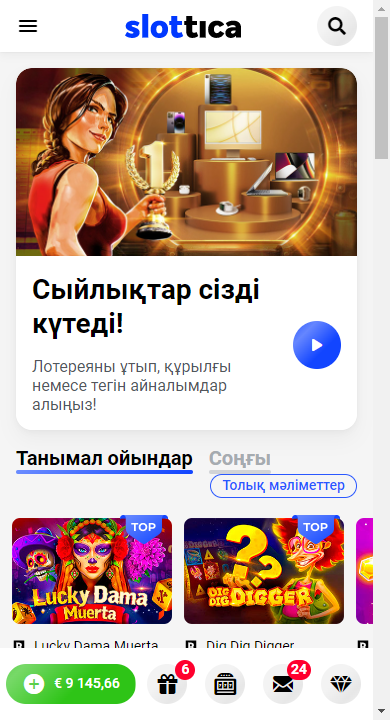 slottica
1
Сыйлықтар сізді
күтеді!
Лотереяны ұтып, құрылғы
немесе тегін айналымдар
алыңыз!
Танымал ойындар
Соңғы
Толық мәліметтер
TOP
TOP
Lucky Dama
Muerta
DIG DIG
DIGGER
Lucky Dama Muerta
Dig Dig Digger
€ 9 145,66
6
24